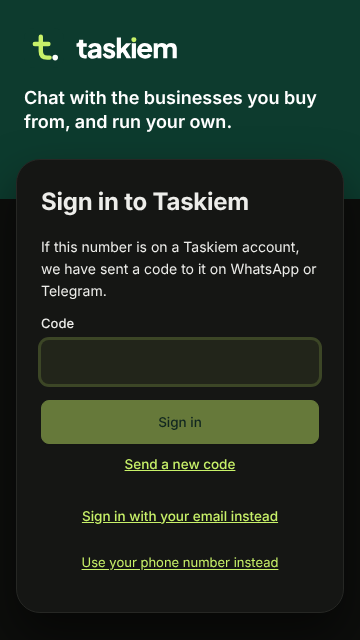 taskiem
Chat with the businesses you buy
from, and run your own.
Sign in to Taskiem
If this number is on a Taskiem account,
we have sent a code to it on WhatsApp or
Telegram.
Code
Sign in
Send a new code
Sign in with your email instead
Use your phone number instead